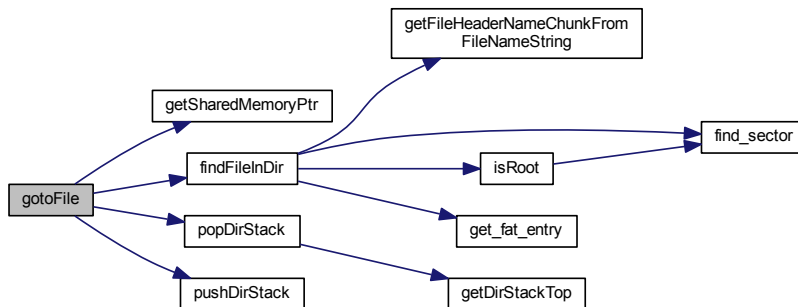 getFileHeaderNameChunkFrom
FileNameString
getSharedMemoryPtr
find_sector
findFileInDir
isRoot
gotoFile
popDirStack
get_fat_entry
pushDirStack
getDirStackTop